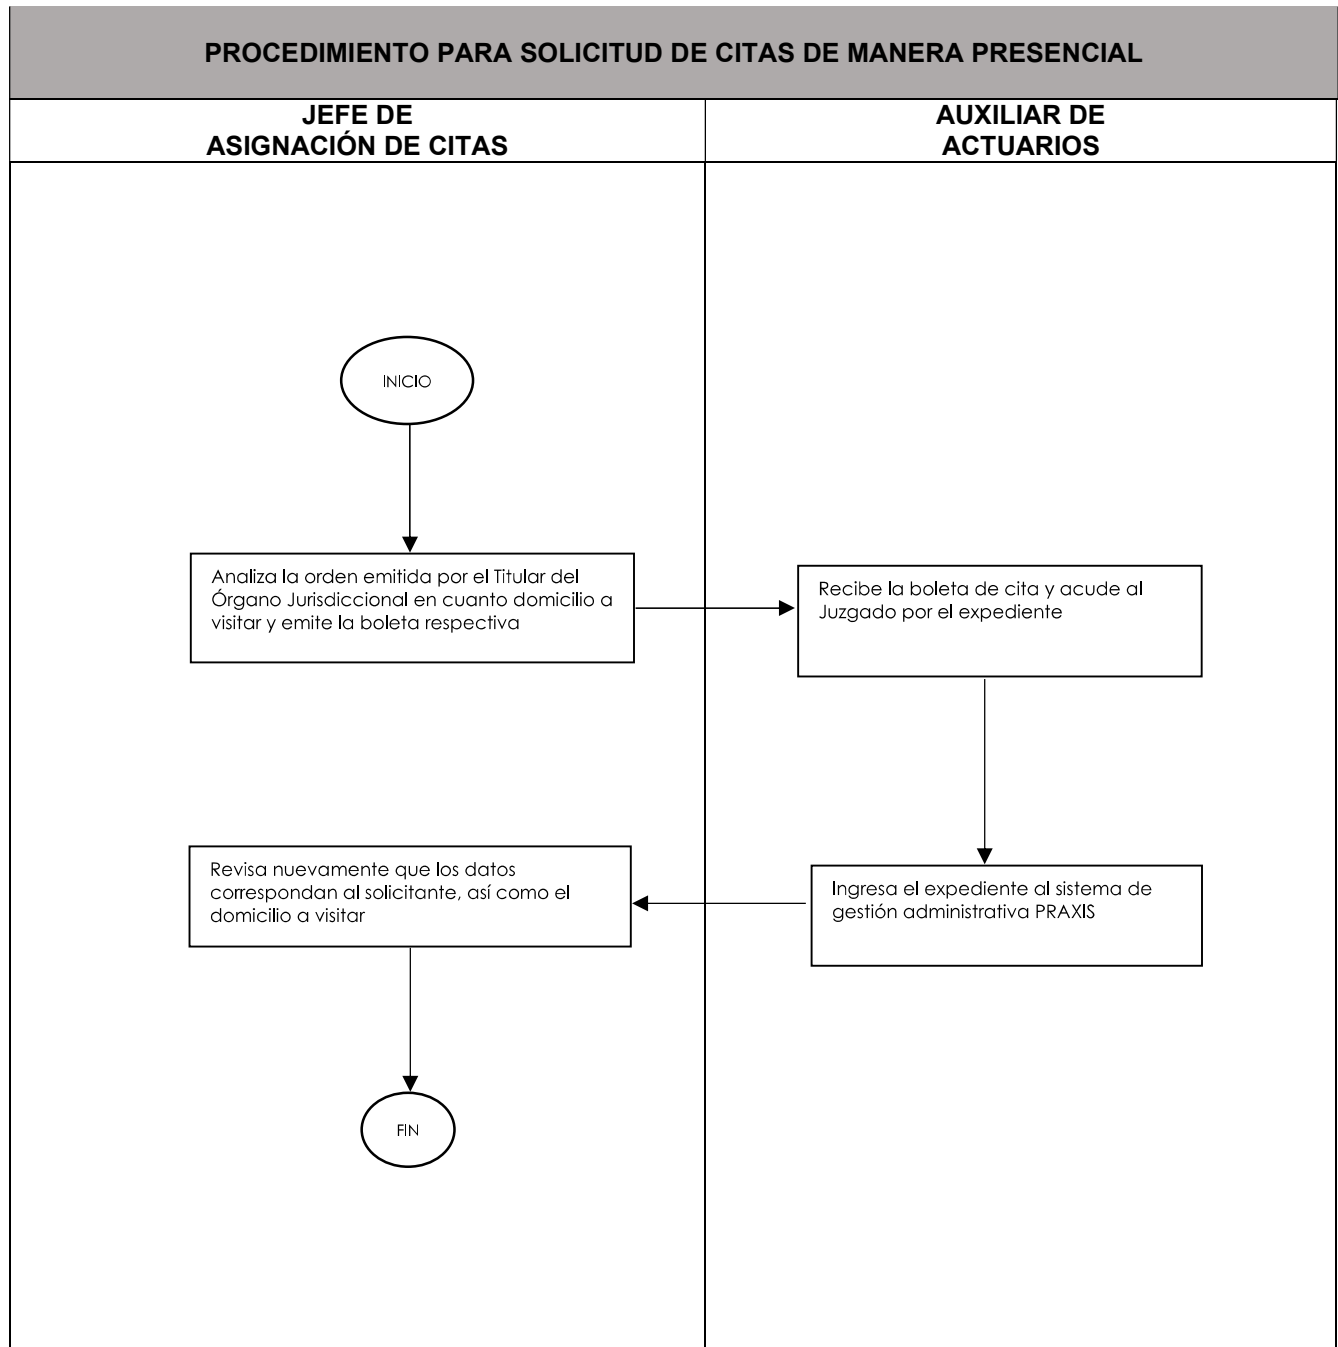 PROCEDIMIENTO PARA SOLICITUD DE CITAS DE MANERA PRESENCIAL
JEFE DE
ASIGNACIÓN DE CITAS
AUXILIAR DE
ACTUARIOS
INICIO
Analiza la orden emitida por el Titular del
Órgano Jurisdiccional en cuanto domicilio a
visitar y emite la boleta respectiva
Recibe la boleta de cita y acude al
Juzgado por el expediente
Ingresa el expediente al sistema de
gestión administrativa PRAXIS
Revisa nuevamente que los datos
correspondan al solicitante, así como el
domicilio a visitar
FIN